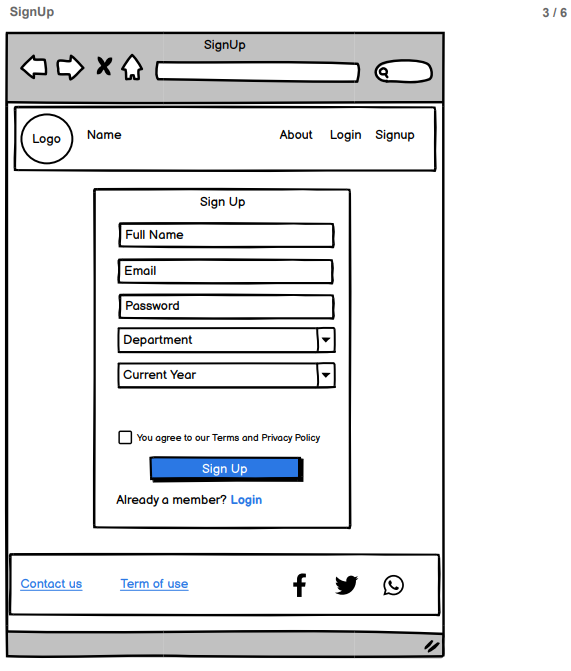 SignUp 3 / 6
SignUp
Logo Name About Login Signup
Sign Up
Full Name
Email
Password
Department
Current Year
You agree to our Terms and Privacy Policy
Sign Up
Already a member? Login
Contact us Term of use